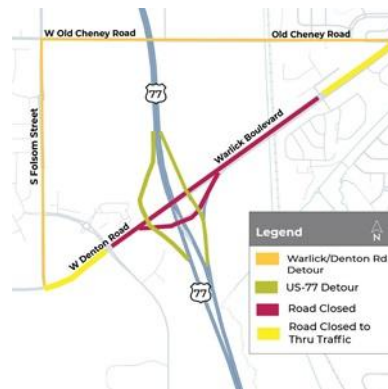 W Old Cheney Road
Old Cheney Road
77
S Folsom Street
Warlick Boulevard
W Denton Road
77
Legend
N
Warlick/Denton Rd
Detour
US-77 Detour
Road Closed
Road Closed to
Thru Traffic